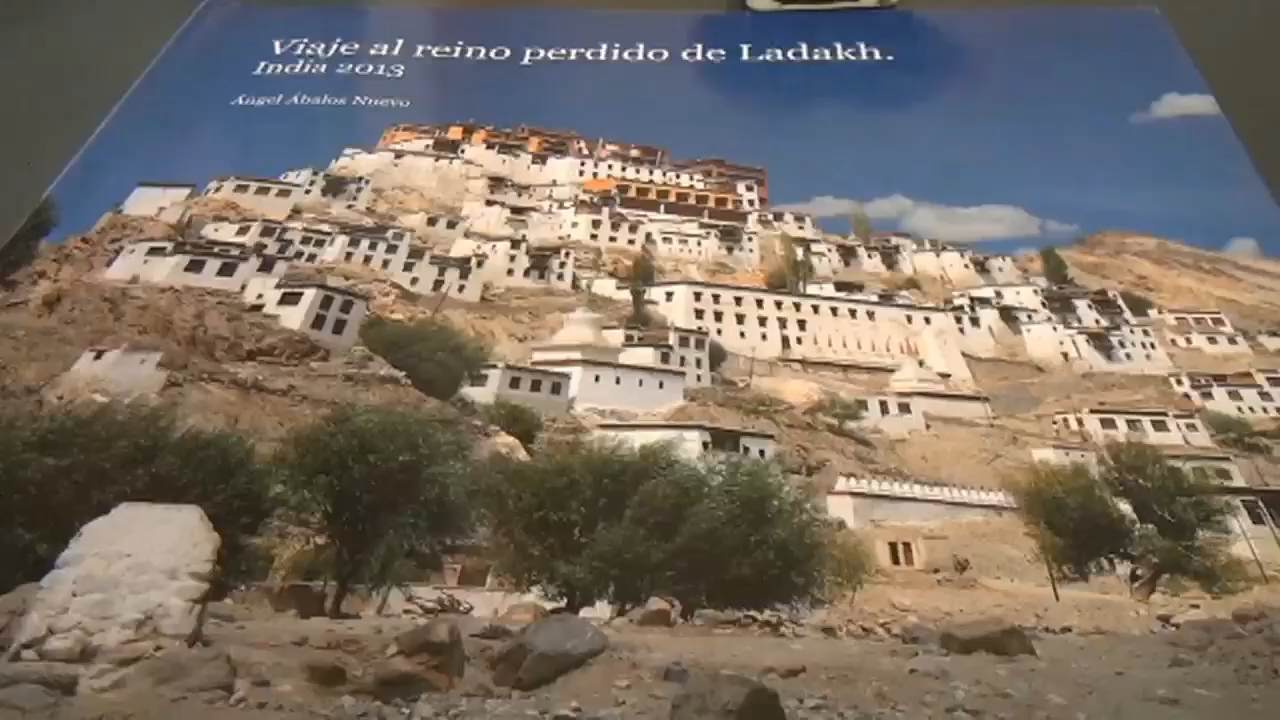 Viaje al reino perdido de Ladakh.
India 2013
Ángel Ábalos Nuevo